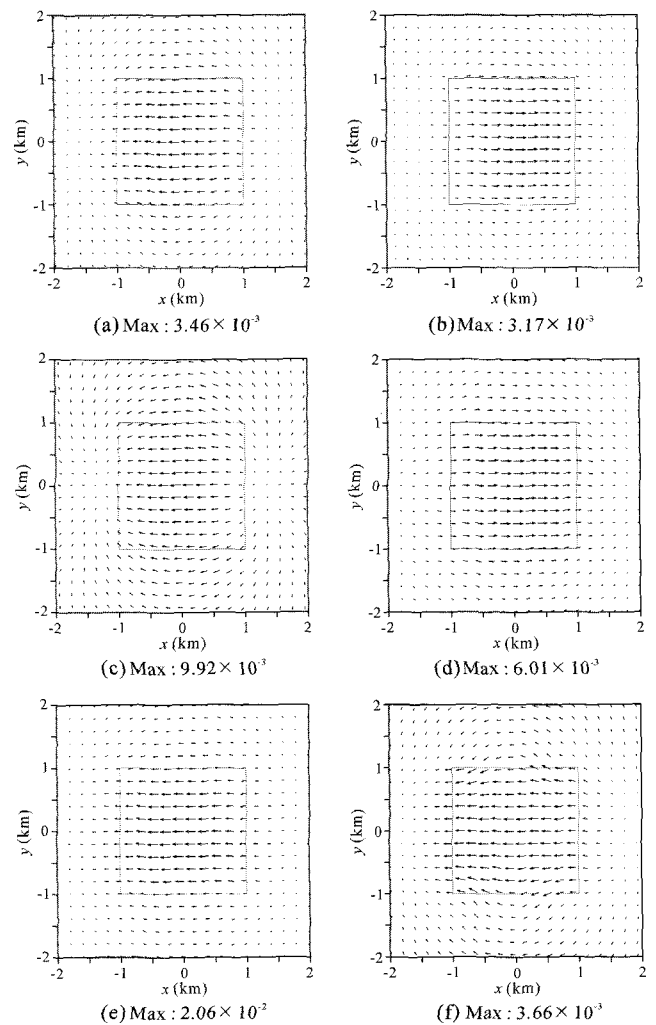 2 2
1 1
y (km) 0 y (km) 0
-1 -1
-2 -2
-2 -1 0 1 2 -2 -1 0 1 2
x (km) x (km)
(a) Max : 3.46× 10⁻³ (b) Max : 3.17× 10⁻³
2 2
1 1
y (km) 0 y (km) 0
-1 -1
-2 -2
-2 -1 0 1 2 -2 -1 0 1 2
x (km) x (km)
(c) Max : 9.92× 10⁻³ (d) Max : 6.01× 10⁻³
2 2
1 1
y (km) 0 y (km) 0
-1 -1
-2 -2
-2 -1 0 1 2 -2 -1 0 1 2
x (km) x (km)
(e) Max : 2.06× 10⁻² (f) Max : 3.66× 10⁻³